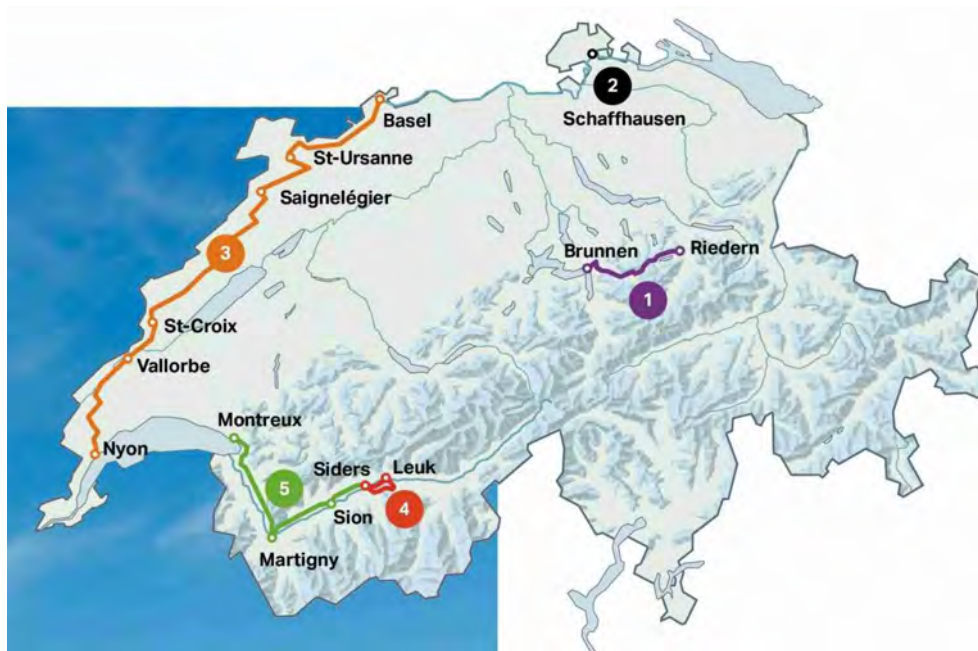 2
Schaffhausen
Basel
St-Ursanne
Saignelégier
3
Brunnen
Riedern
1
St-Croix
Vallorbe
Montreux
Nyon
5
Siders
Leuk
4
Sion
Martigny